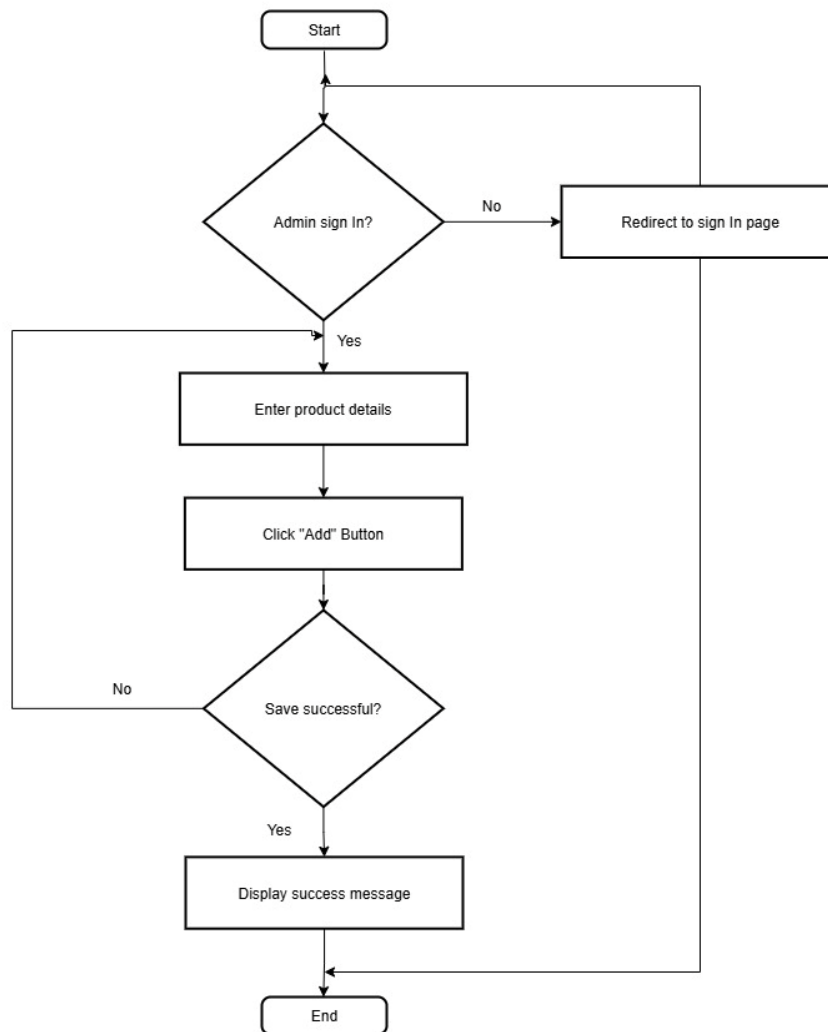 Start
Admin sign In?
No
Redirect to sign In page
Yes
Enter product details
Click "Add" Button
No
Save successful?
Yes
Display success message
End